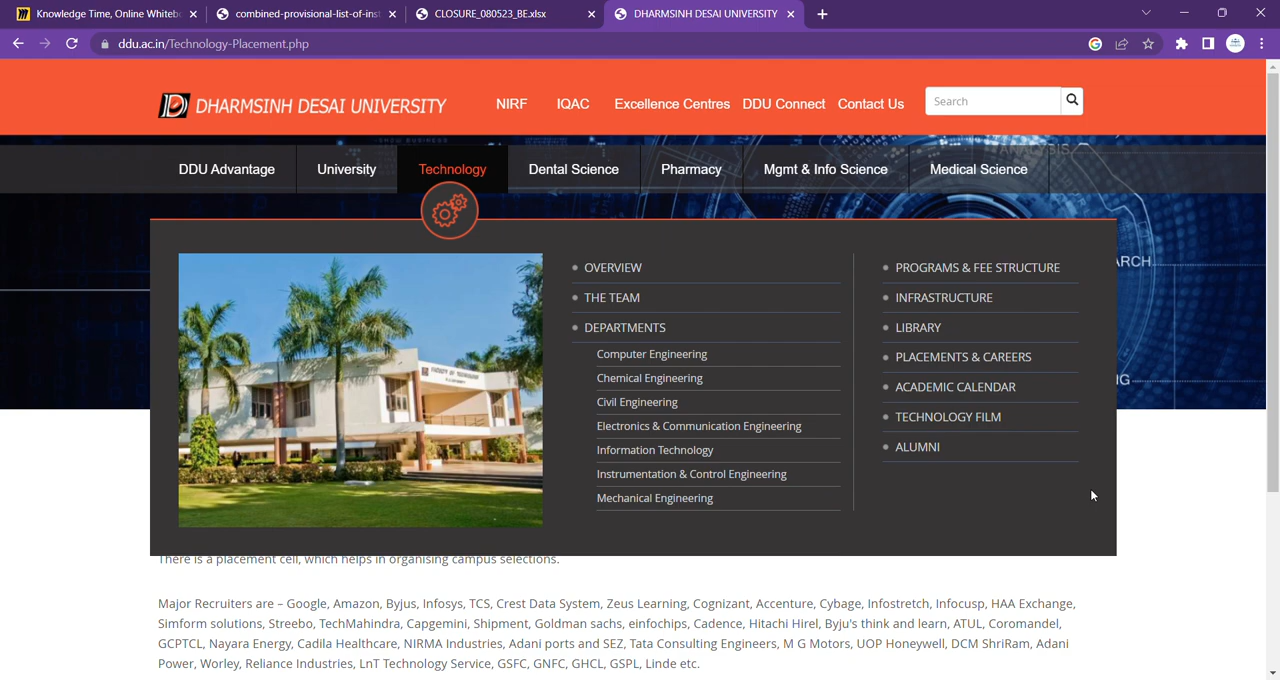 Knowledge Time, Online Whitebo
combined-provisional-list-of-inst
CLOSURE_080523_BE.xlsx
DHARMSINH DESAI UNIVERSITY
ddu.ac.in/Technology-Placement.php
DHARMSINH DESAI UNIVERSITY
NIRF
IQAC
Excellence Centres
DDU Connect
Contact Us
Search
DDU Advantage
University
Technology
Dental Science
Pharmacy
Mgmt & Info Science
Medical Science
OVERVIEW
THE TEAM
DEPARTMENTS
Computer Engineering
Chemical Engineering
Civil Engineering
Electronics & Communication Engineering
Information Technology
Instrumentation & Control Engineering
Mechanical Engineering
PROGRAMS & FEE STRUCTURE
INFRASTRUCTURE
LIBRARY
PLACEMENTS & CAREERS
ACADEMIC CALENDAR
TECHNOLOGY FILM
ALUMNI
There is a placement cell, which helps in organising campus selections.
Major Recruiters are – Google, Amazon, Byjus, Infosys, TCS, Crest Data System, Zeus Learning, Cognizant, Accenture, Cybage, Infostretch, Infocusp, HAA Exchange,
Simform solutions, Streebo, TechMahindra, Capgemini, Shipment, Goldman sachs, einfochips, Cadence, Hitachi Hirel, Byju's think and learn, ATUL, Coromandel,
GCPTCL, Nayara Energy, Cadila Healthcare, NIRMA Industries, Adani ports and SEZ, Tata Consulting Engineers, M G Motors, UOP Honeywell, DCM ShriRam, Adani
Power, Worley, Reliance Industries, LnT Technology Service, GSFC, GNFC, GHCL, GSPL, Linde etc.